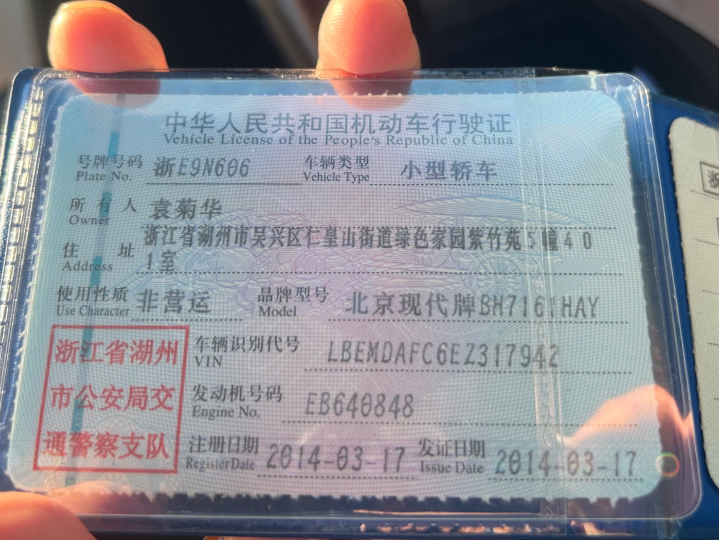 中华人民共和国机动车行驶证
Vehicle License of the People's Republic of China
号牌号码 浙E9N606 车辆类型 小型轿车
Plate No. Vehicle Type
所有人 袁菊华
Owner
住址 浙江省湖州市吴兴区仁皇山街道绿色家园紫竹苑5幢40
Address 1室
使用性质 非营运 品牌型号 北京现代牌BH7161HAY
Use Character Model
浙江省湖州
市公安局交
通警察支队
车辆识别代号 LBEMDAFC6EZ317942
VIN
发动机号码 EB640848
Engine No.
注册日期 2014-03-17 发证日期 2014-03-17
Register Date Issue Date